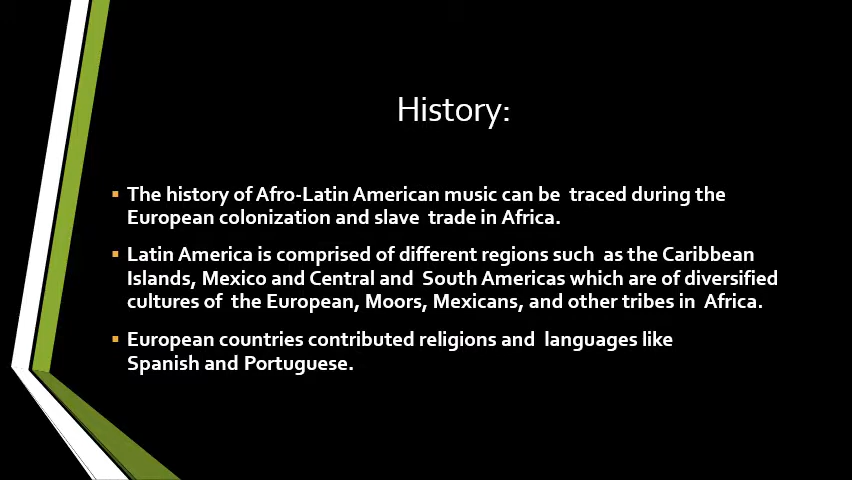 History:
▪ The history of Afro-Latin American music can be  traced during the
European colonization and slave  trade in Africa.
▪ Latin America is comprised of different regions such  as the Caribbean
Islands, Mexico and Central and  South Americas which are of diversified
cultures of  the European, Moors, Mexicans, and other tribes in  Africa.
▪ European countries contributed religions and  languages like
Spanish and Portuguese.